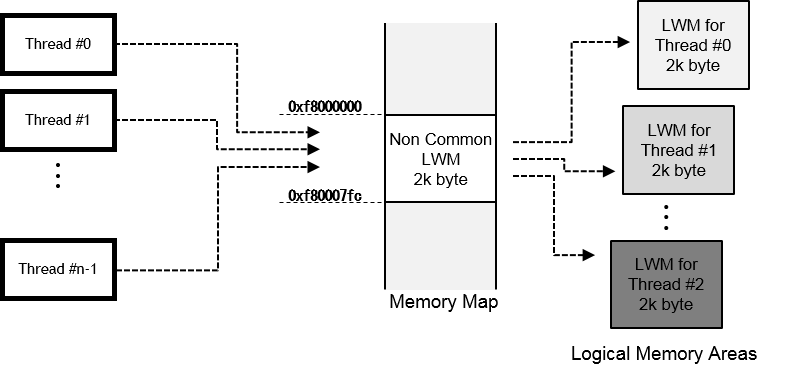 Thread #0
Thread #1
Thread #n-1
0xf8000000
0xf80007fc
Non Common
LWM
2k byte
Memory Map
LWM for
Thread #0
2k byte
LWM for
Thread #1
2k byte
LWM for
Thread #2
2k byte
Logical Memory Areas